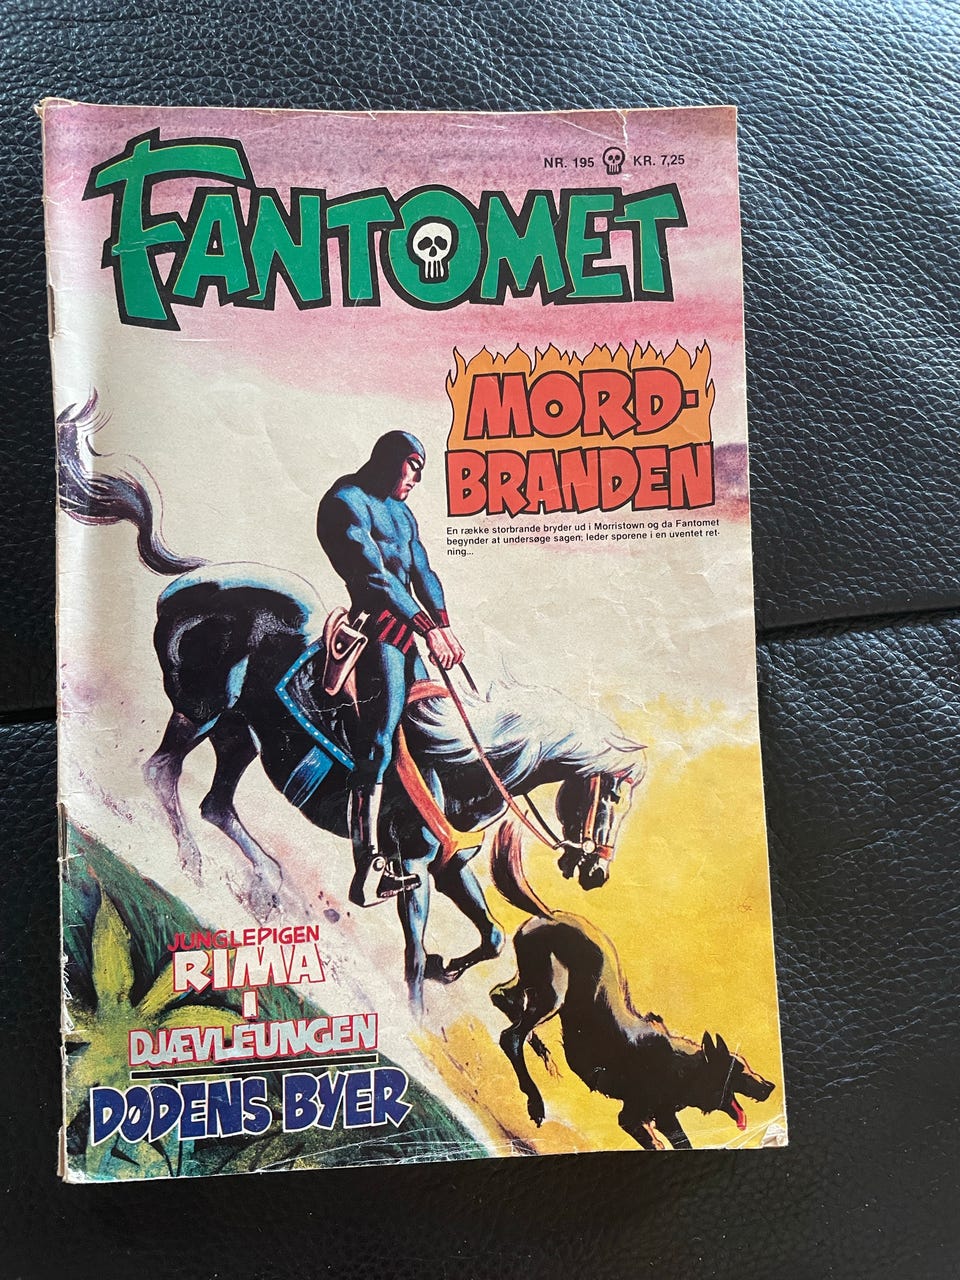 NR. 195 KR. 7,25
FANTOMET
MORD-
BRANDEN
En række storbrande bryder ud i Morristown og da Fantomet
begynder at undersøge sagen, leder sporene i en uventet ret-
ning...
JUNGLEPIGEN
RIMA
I
DJÆVLEUNGEN
DØDENS BYER